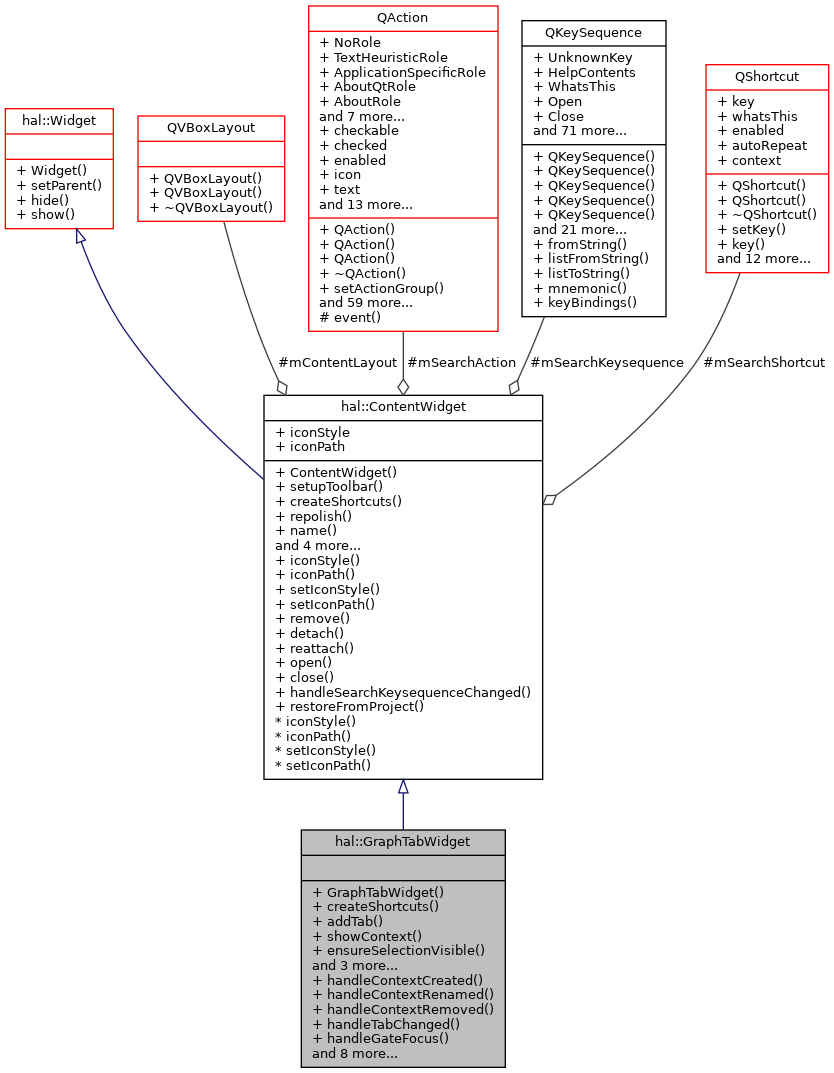 QAction
+ NoRole
+ TextHeuristicRole
+ ApplicationSpecificRole
+ AboutQtRole
+ AboutRole
and 7 more...
+ checkable
+ checked
+ enabled
+ icon
+ text
and 13 more...
+ QAction()
+ QAction()
+ QAction()
+ ~QAction()
+ setActionGroup()
and 59 more...
# event()
QKeySequence
+ UnknownKey
+ HelpContents
+ WhatsThis
+ Open
+ Close
and 71 more...
+ QKeySequence()
+ QKeySequence()
+ QKeySequence()
+ QKeySequence()
+ QKeySequence()
and 21 more...
+ fromString()
+ listFromString()
+ listToString()
+ mnemonic()
+ keyBindings()
QShortcut
+ key
+ whatsThis
+ enabled
+ autoRepeat
+ context
+ QShortcut()
+ QShortcut()
+ ~QShortcut()
+ setKey()
+ key()
and 12 more...
hal::Widget
+ Widget()
+ setParent()
+ hide()
+ show()
QVBoxLayout
+ QVBoxLayout()
+ QVBoxLayout()
+ ~QVBoxLayout()
#mContentLayout
#mSearchAction
#mSearchKeysequence
#mSearchShortcut
hal::ContentWidget
+ iconStyle
+ iconPath
+ ContentWidget()
+ setupToolbar()
+ createShortcuts()
+ repolish()
+ name()
and 4 more...
+ iconStyle()
+ iconPath()
+ setIconStyle()
+ setIconPath()
+ remove()
+ detach()
+ reattach()
+ open()
+ close()
+ handleSearchKeysequenceChanged()
+ restoreFromProject()
* iconStyle()
* iconPath()
* setIconStyle()
* setIconPath()
hal::GraphTabWidget
+ GraphTabWidget()
+ createShortcuts()
+ addTab()
+ showContext()
+ ensureSelectionVisible()
and 3 more...
+ handleContextCreated()
+ handleContextRenamed()
+ handleContextRemoved()
+ handleTabChanged()
+ handleGateFocus()
and 8 more...